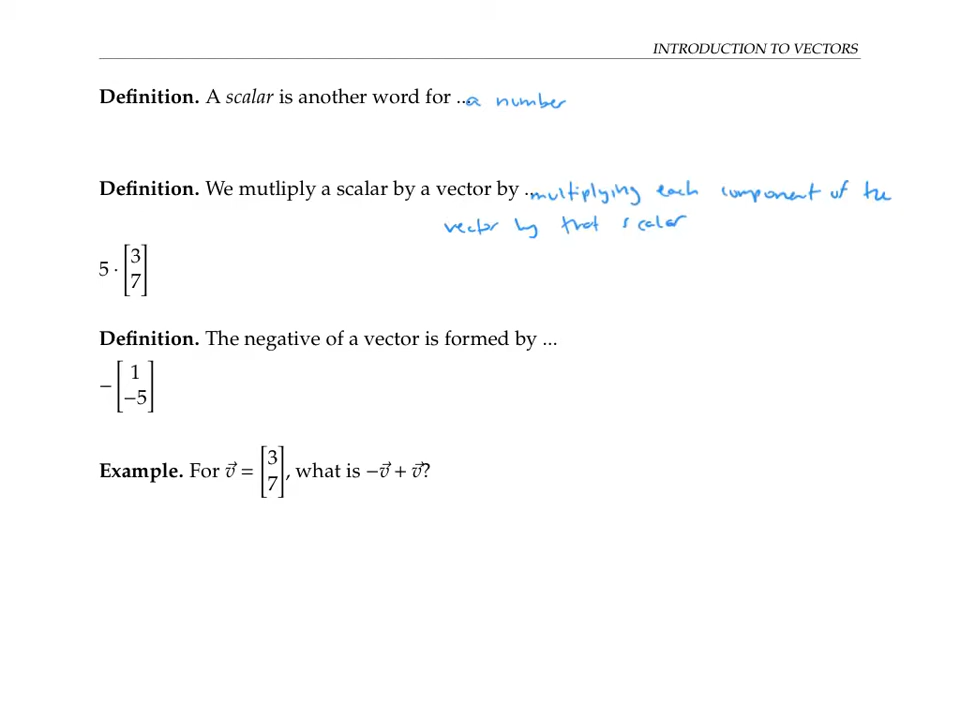 INTRODUCTION TO VECTORS
Definition. A scalar is another word for ... a number
Definition. We mutliply a scalar by a vector by ... multiplying each component of the
vector by that scalar
5 · [3 7]
Definition. The negative of a vector is formed by ...
− [1 −5]
Example. For v⃗ = [3 7], what is −v⃗ + v⃗?